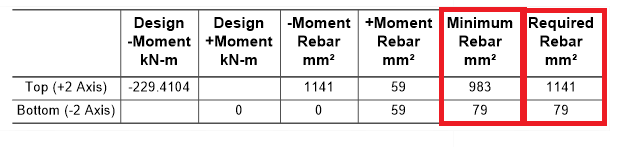 Design Design -Moment +Moment Minimum Required
-Moment +Moment Rebar Rebar Rebar Rebar
kN-m kN-m mm² mm² mm² mm²
Top (+2 Axis) -229.4104 1141 59 983 1141
Bottom (-2 Axis) 0 0 59 79 79